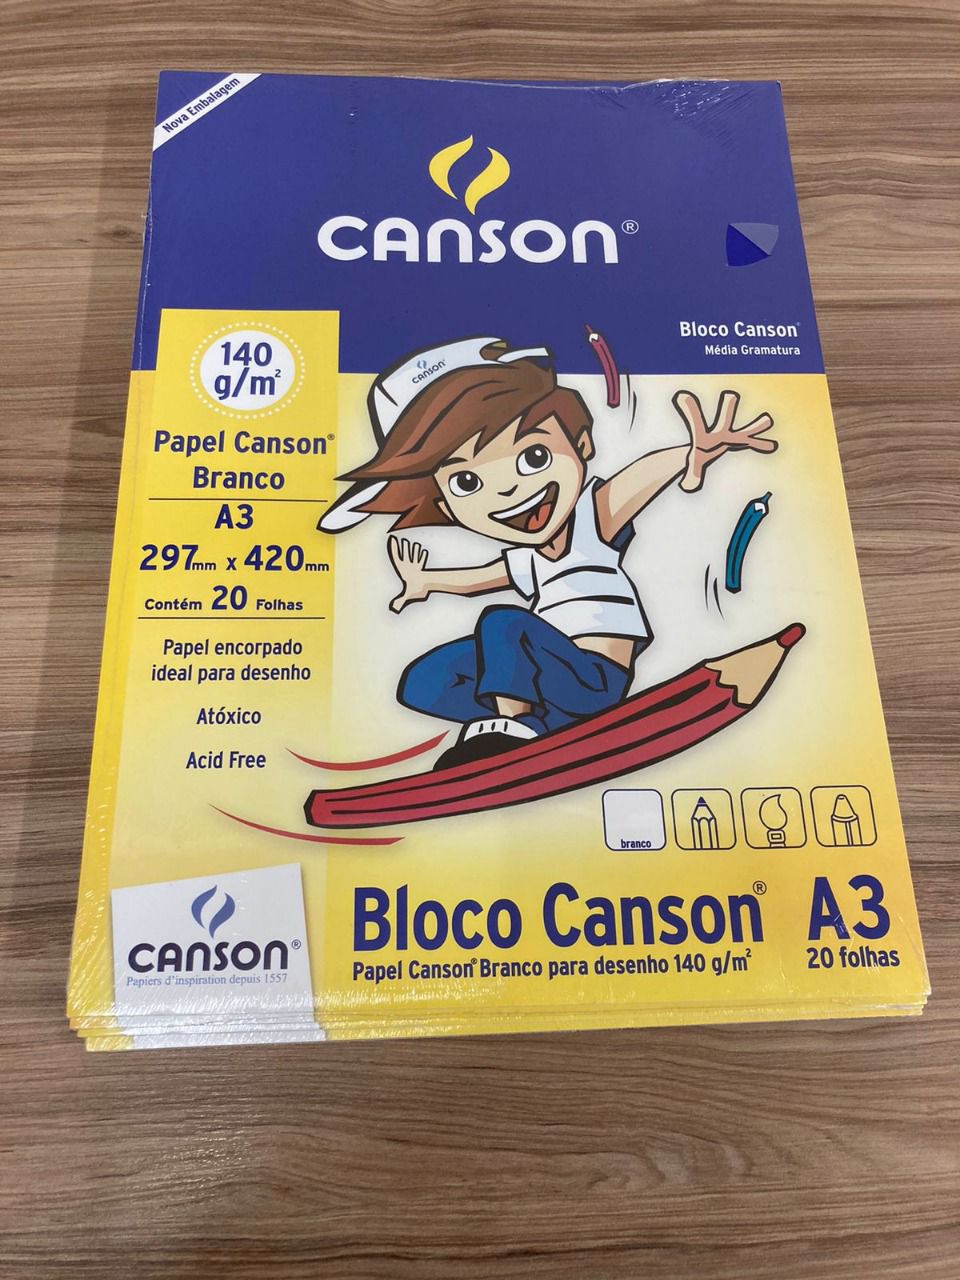 Nova Embalagem
CANSON®
Bloco Canson®
Média Gramatura
140
g/m²
CANSON
Papel Canson®
Branco
A3
297mm x 420mm
Contém 20 Folhas
Papel encorpado
ideal para desenho
Atóxico
Acid Free
branco
Bloco Canson® A3
Papel Canson® Branco para desenho 140 g/m² 20 folhas
CANSON®
Papiers d'inspiration depuis 1557